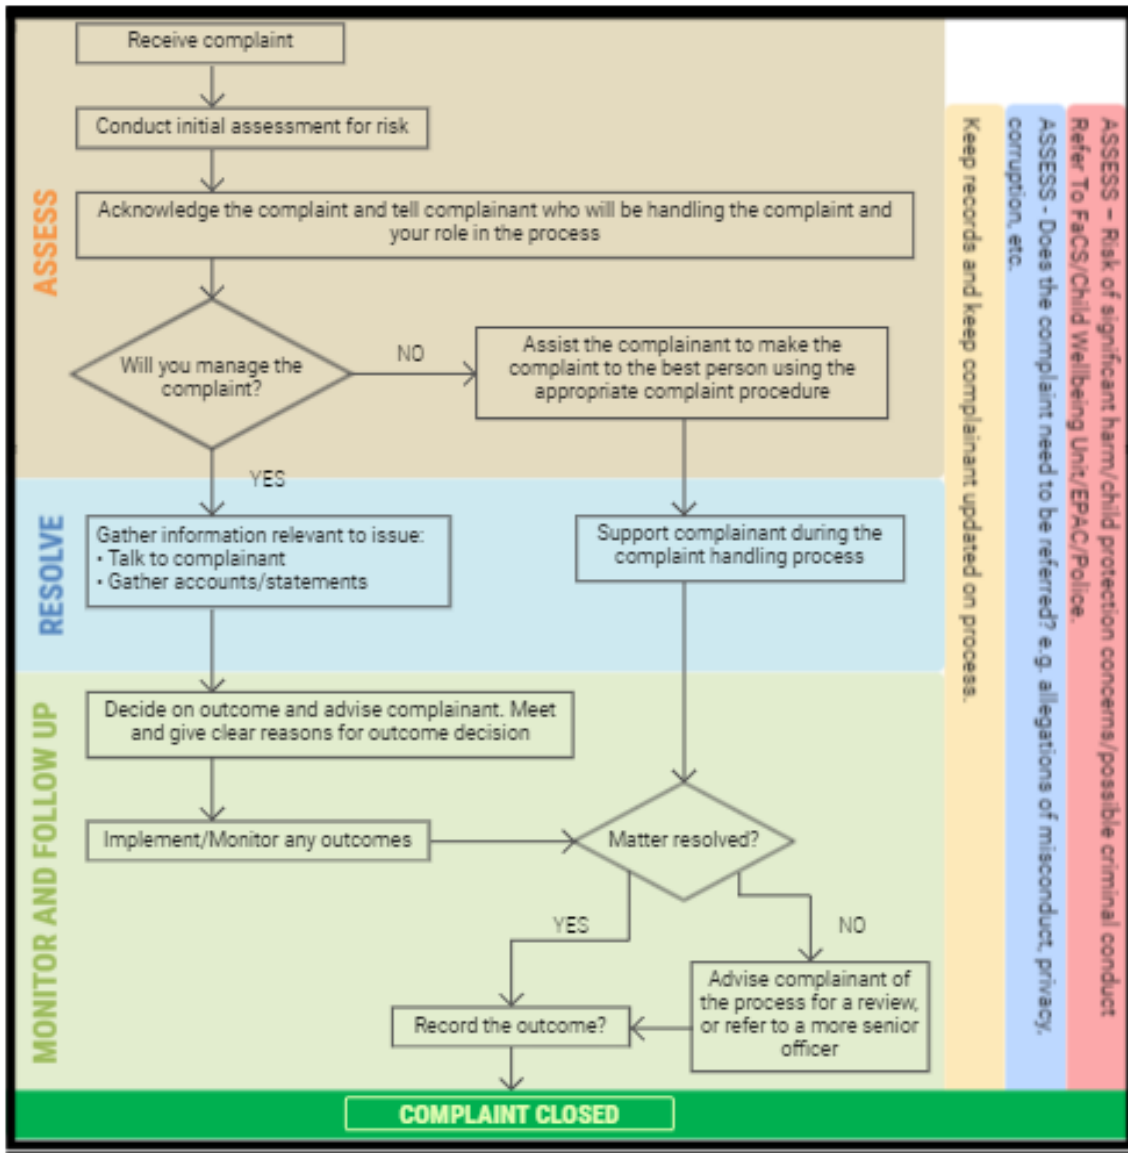 Receive complaint
Conduct initial assessment for risk
ASSESS
Acknowledge the complaint and tell complainant who will be handling the complaint and
your role in the process
Will you manage the
complaint?
NO
Assist the complainant to make the
complaint to the best person using the
appropriate complaint procedure
YES
RESOLVE
Gather information relevant to issue:
• Talk to complainant
• Gather accounts/statements
Support complainant during the
complaint handling process
MONITOR AND FOLLOW UP
Decide on outcome and advise complainant. Meet
and give clear reasons for outcome decision
Implement/Monitor any outcomes
Matter resolved?
YES
NO
Advise complainant of
the process for a review,
or refer to a more senior
officer
Record the outcome?
COMPLAINT CLOSED
Keep records and keep complainant updated on process.
ASSESS - Does the complaint need to be referred? e.g. allegations of misconduct, privacy,
corruption, etc.
ASSESS – Risk of significant harm/child protection concerns/possible criminal conduct
Refer To FaCS/Child Wellbeing Unit/EPAC/Police.